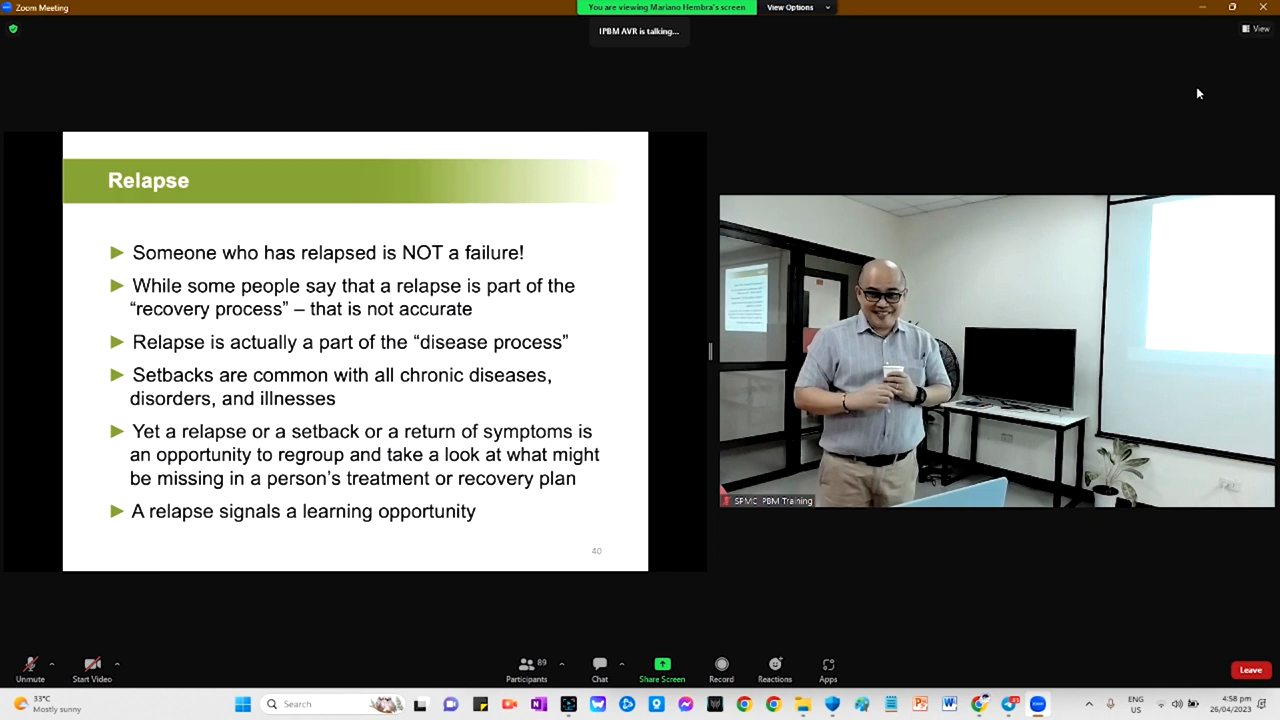 Zoom Meeting
You are viewing Mariano Hembra's screen
View Options
IPBM AVR is talking...
View
Relapse
Someone who has relapsed is NOT a failure!
While some people say that a relapse is part of the
“recovery process” – that is not accurate
Relapse is actually a part of the “disease process”
Setbacks are common with all chronic diseases,
disorders, and illnesses
Yet a relapse or a setback or a return of symptoms is
an opportunity to regroup and take a look at what might
be missing in a person’s treatment or recovery plan
A relapse signals a learning opportunity
40
SPMC IPBM Training
Unmute
Start Video
89
Participants
Chat
Share Screen
Record
Reactions
Apps
Leave
33°C
Mostly sunny
Search
ENG
US
4:58 pm
26/04/2023